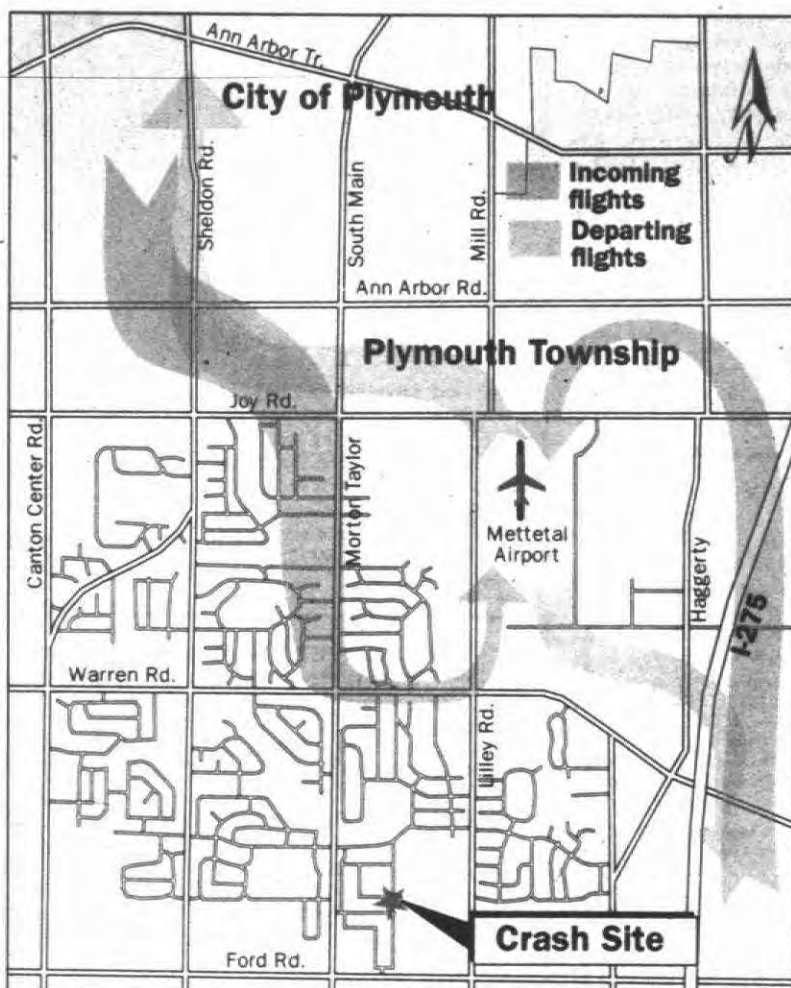 Ann Arbor Tr.
City of Plymouth
N
Sheldon Rd.
South Main
Mill Rd.
Incoming
flights
Departing
flights
Ann Arbor Rd.
Plymouth Township
Joy Rd.
Canton Center Rd.
Morton Taylor
Mettetal
Airport
Haggerty
I-275
Warren Rd.
Lilley Rd.
Crash Site
Ford Rd.